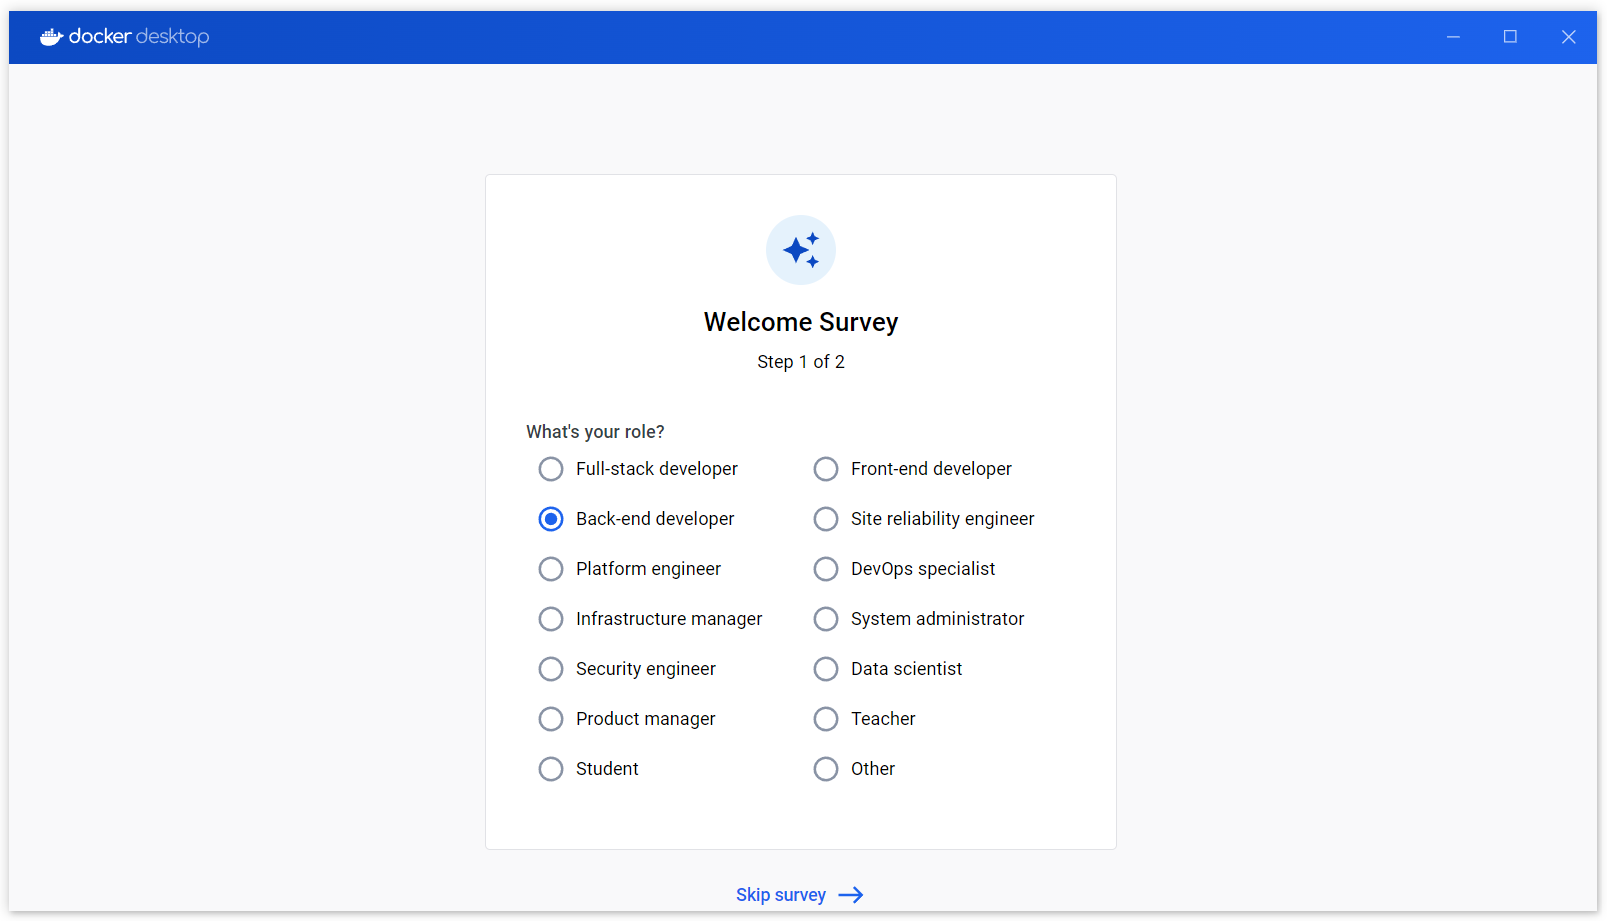 docker desktop
Welcome Survey
Step 1 of 2
What's your role?
Full-stack developer
Front-end developer
Back-end developer
Site reliability engineer
Platform engineer
DevOps specialist
Infrastructure manager
System administrator
Security engineer
Data scientist
Product manager
Teacher
Student
Other
Skip survey